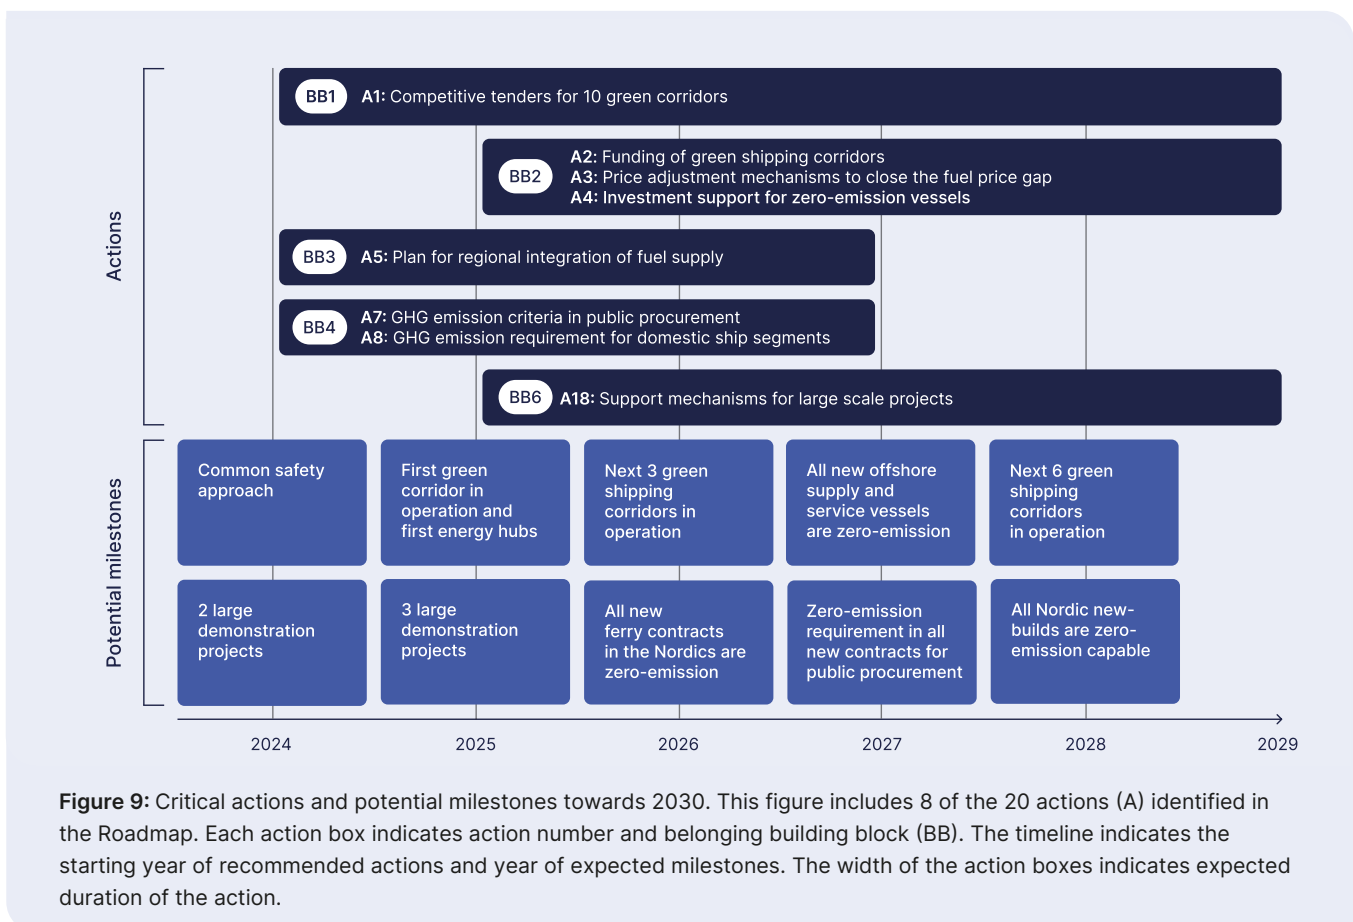 Actions
BB1
A1: Competitive tenders for 10 green corridors
BB2
A2: Funding of green shipping corridors
A3: Price adjustment mechanisms to close the fuel price gap
A4: Investment support for zero-emission vessels
BB3
A5: Plan for regional integration of fuel supply
BB4
A7: GHG emission criteria in public procurement
A8: GHG emission requirement for domestic ship segments
BB6
A18: Support mechanisms for large scale projects
Potential milestones
Common safety
approach
First green
corridor in
operation and
first energy hubs
Next 3 green
shipping
corridors in
operation
All new offshore
supply and
service vessels
are zero-emission
Next 6 green
shipping
corridors
in operation
2 large
demonstration
projects
3 large
demonstration
projects
All new
ferry contracts
in the Nordics are
zero-emission
Zero-emission
requirement in all
new contracts for
public procurement
All Nordic new-
builds are zero-
emission capable
2024
2025
2026
2027
2028
2029
Figure 9: Critical actions and potential milestones towards 2030. This figure includes 8 of the 20 actions (A) identified in
the Roadmap. Each action box indicates action number and belonging building block (BB). The timeline indicates the
starting year of recommended actions and year of expected milestones. The width of the action boxes indicates expected
duration of the action.